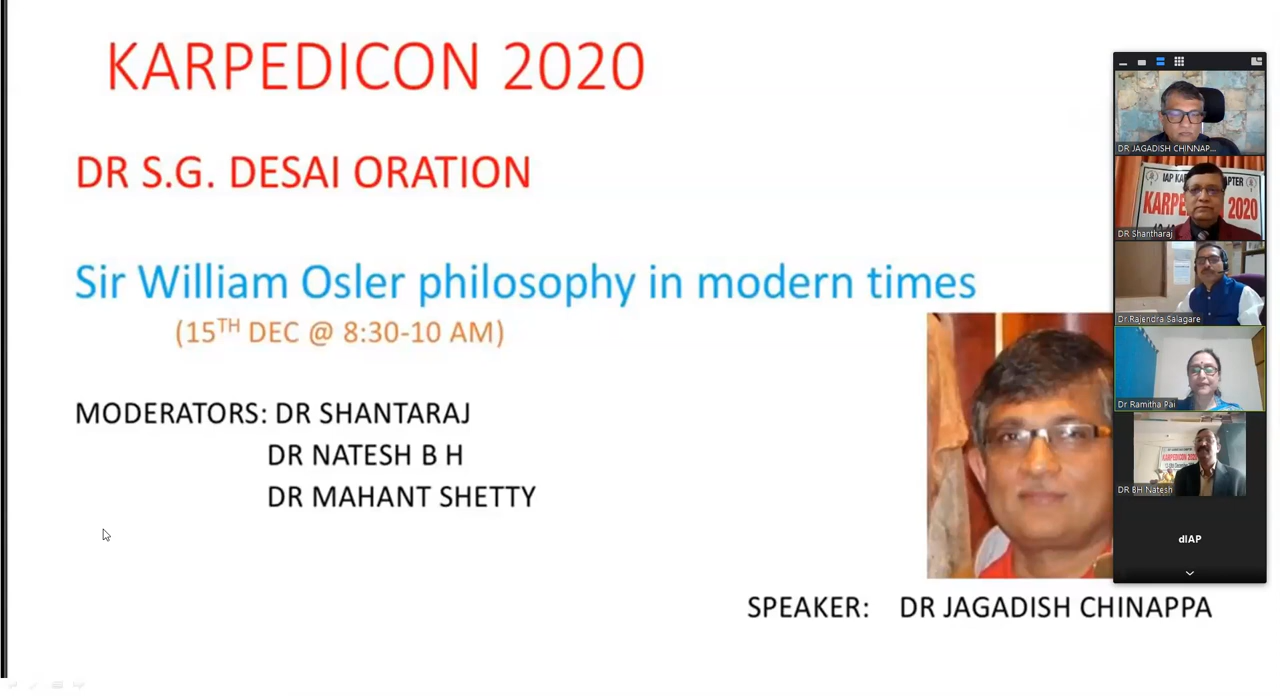 KARPEDICON 2020
DR S.G. DESAI ORATION
Sir William Osler philosophy in modern times
(15TH DEC @ 8:30-10 AM)
MODERATORS: DR SHANTARAJ
DR NATESH B H
DR MAHANT SHETTY
SPEAKER: DR JAGADISH CHINAPPA
DR JAGADISH CHINNAP...
DR Shantharaj
Dr Rajendra Salagare
Dr Ramitha Pai
DR BH Natesh
dIAP